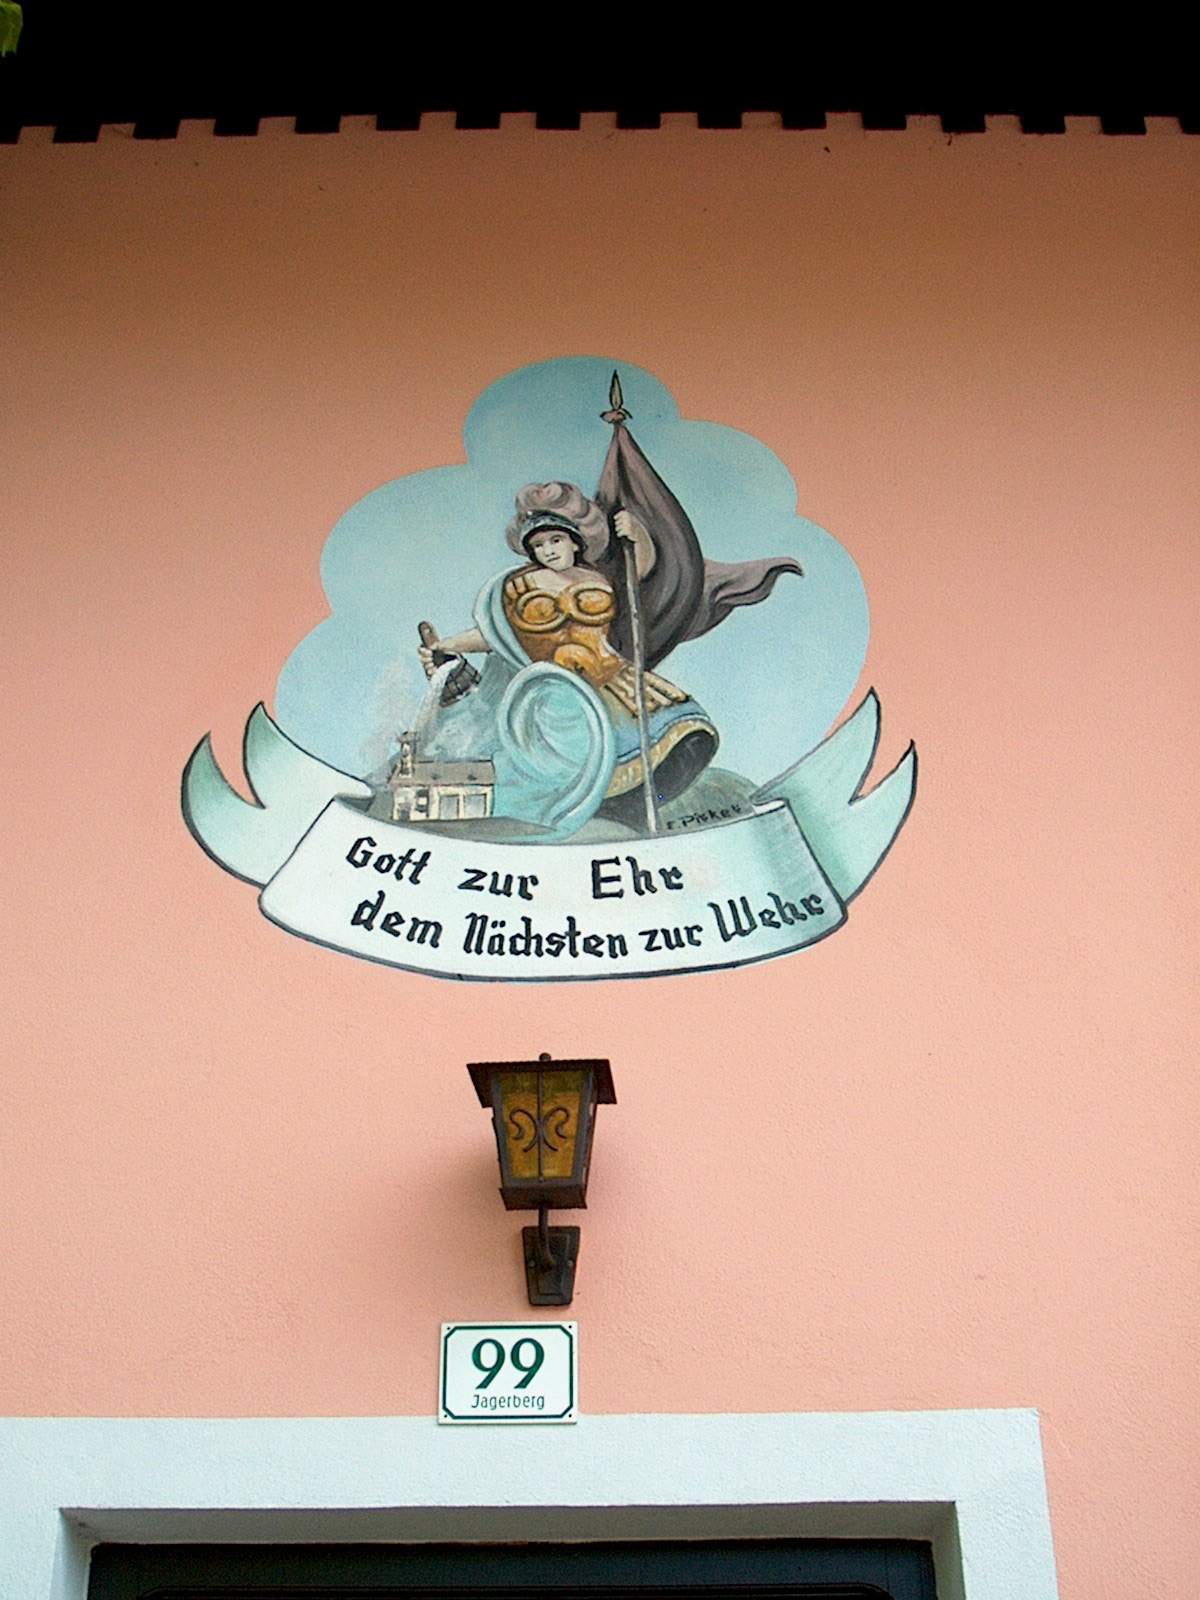 Gott zur Ehr
dem Nächsten zur Wehr
99
Jagerberg